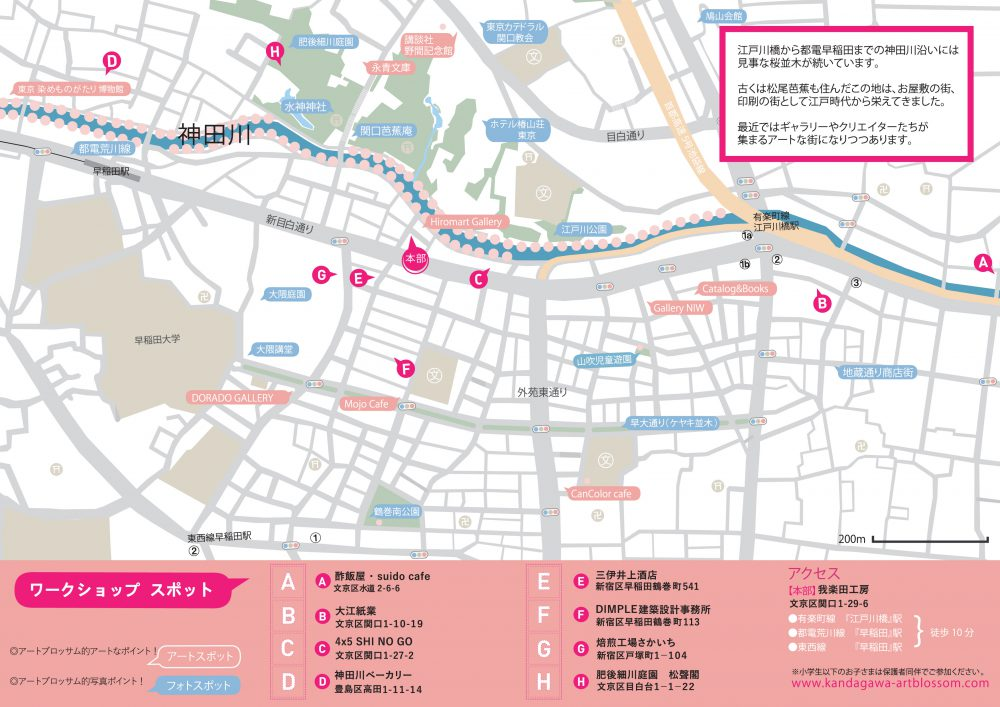 鳩山会館
肥後細川庭園
講談社
野間記念館
東京カテドラル
関口教会
永青文庫
H
D
東京 染めものがたり 博物館
水神神社
関口芭蕉庵
ホテル椿山荘
東京
目白通り
首都高速5号池袋線
江戸川橋から都電早稲田までの神田川沿いには
見事な桜並木が続いています。
古くは松尾芭蕉も住んだこの地は、お屋敷の街、
印刷の街として江戸時代から栄えてきました。
最近ではギャラリーやクリエイターたちが
集まるアートな街になりつつあります。
神田川
都電荒川線
早稲田駅
文
新目白通り
Hiromart Gallery
江戸川公園
有楽町線
江戸川橋駅
1a
1b
②
③
本部
G
E
C
A
B
大隈庭園
Catalog&Books
Gallery NIW
早稲田大学
大隈講堂
山吹児童遊園
F
文
外苑東通り
地蔵通り商店街
DORADO GALLERY
Mojo Cafe
早大通り(ケヤキ並木)
文
CanColor cafe
鶴巻南公園
東西線早稲田駅
②
①
200m
ワークショップ スポット
◎アートブロッサム的アートなポイント!
アートスポット
◎アートブロッサム的写真ポイント!
フォトスポット
A
A 酢飯屋・suido cafe
文京区水道2-6-6
B
B 大江紙業
文京区関口1-10-19
C
C 4x5 SHI NO GO
文京区関口1-27-2
D
D 神田川ベーカリー
豊島区高田1-11-14
E
E 三伊井上酒店
新宿区早稲田鶴巻町541
F
F DIMPLE建築設計事務所
新宿区早稲田鶴巻町113
G
G 焙煎工場さかいち
新宿区戸塚町1−104
H
H 肥後細川庭園 松聲閣
文京区目白台1−1−22
アクセス
【本部】我楽田工房
文京区関口1-29-6
●有楽町線 『江戸川橋』駅
●都電荒川線 『早稲田』駅
●東西線 『早稲田』駅
徒歩10分
※小学生以下のお子さまは保護者同伴でご参加ください。
www.kandagawa-artblossom.com